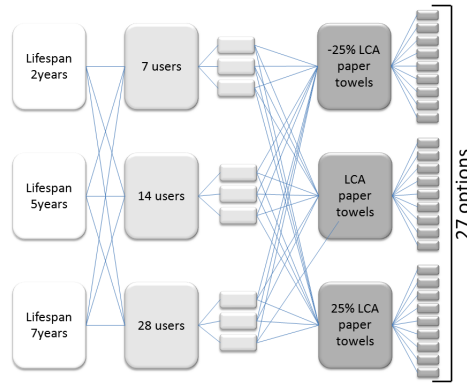 Lifespan
2years
7 users
-25% LCA
paper
towels
Lifespan
5years
14 users
LCA
paper
towels
Lifespan
7years
28 users
25% LCA
paper
towels
27 options